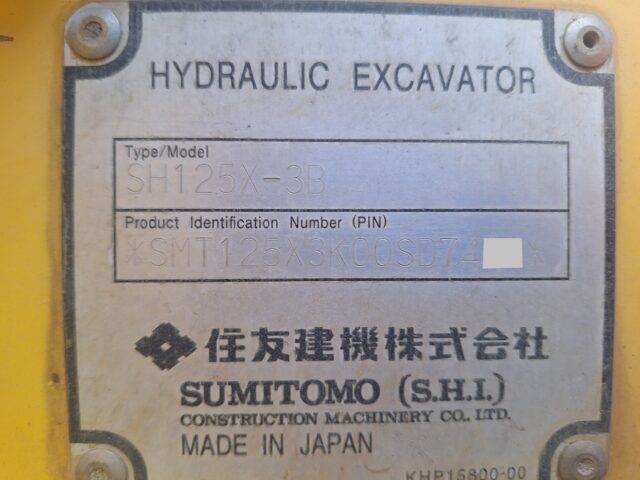 HYDRAULIC EXCAVATOR
Type/Model
SH125X-3B
Product Identification Number (PIN)
*SMT125X3K00SD74 *
住友建機株式会社
SUMITOMO (S.H.I.)
CONSTRUCTION MACHINERY CO., LTD.
MADE IN JAPAN
KHP15800-00